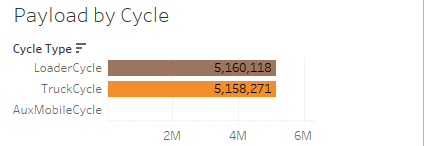 Payload by Cycle
Cycle Type
LoaderCycle 5,160,118
TruckCycle 5,158,271
AuxMobileCycle
2M 4M 6M